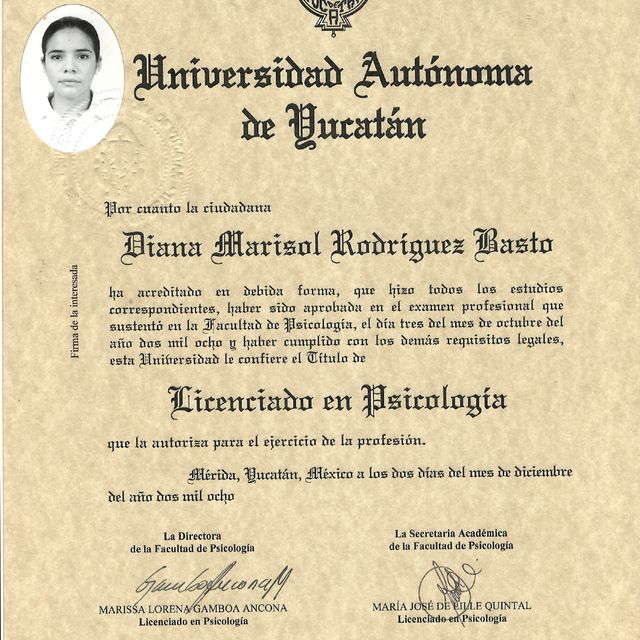 Universidad Autónoma
de Yucatán
Por cuanto la ciudadana
Diana Marisol Rodríguez Basto
Firma de la interesada
ha acreditado en debida forma, que hizo todos los estudios
correspondientes, haber sido aprobada en el examen profesional que
sustentó en la Facultad de Psicología, el día tres del mes de octubre del
año dos mil ocho y haber cumplido con los demás requisitos legales,
esta Universidad le confiere el Título de
Licenciado en Psicología
que la autoriza para el ejercicio de la profesión.
Mérida, Yucatán, México a los dos días del mes de diciembre
del año dos mil ocho
La Directora
de la Facultad de Psicología
MARISSA LORENA GAMBOA ANCONA
Licenciado en Psicología
La Secretaria Académica
de la Facultad de Psicología
MARÍA JOSÉ DE LILLE QUINTAL
Licenciado en Psicología